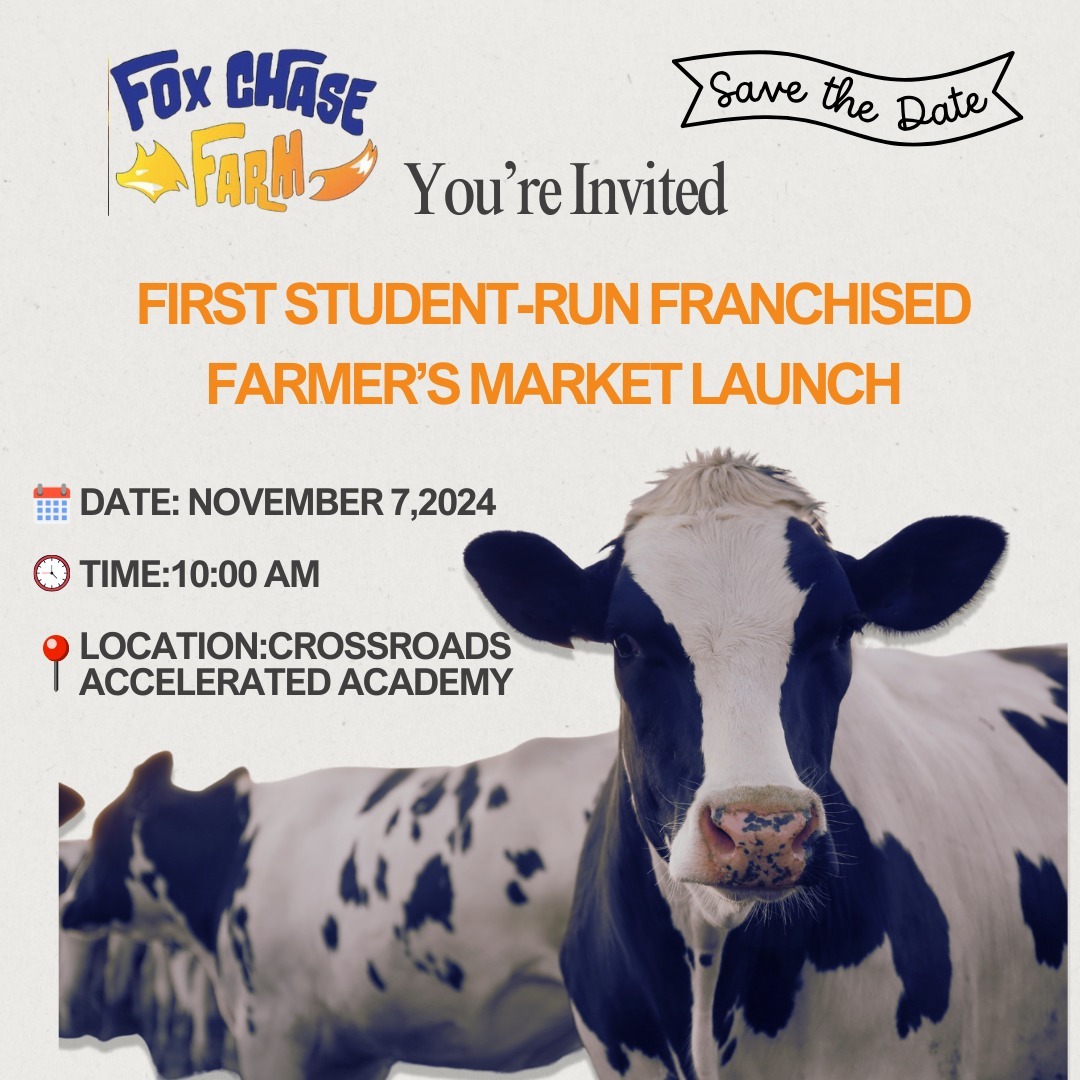 FOX CHASE
FARM
Save the Date
You're Invited
FIRST STUDENT-RUN FRANCHISED
FARMER'S MARKET LAUNCH
DATE: NOVEMBER 7,2024
TIME:10:00 AM
LOCATION:CROSSROADS
ACCELERATED ACADEMY